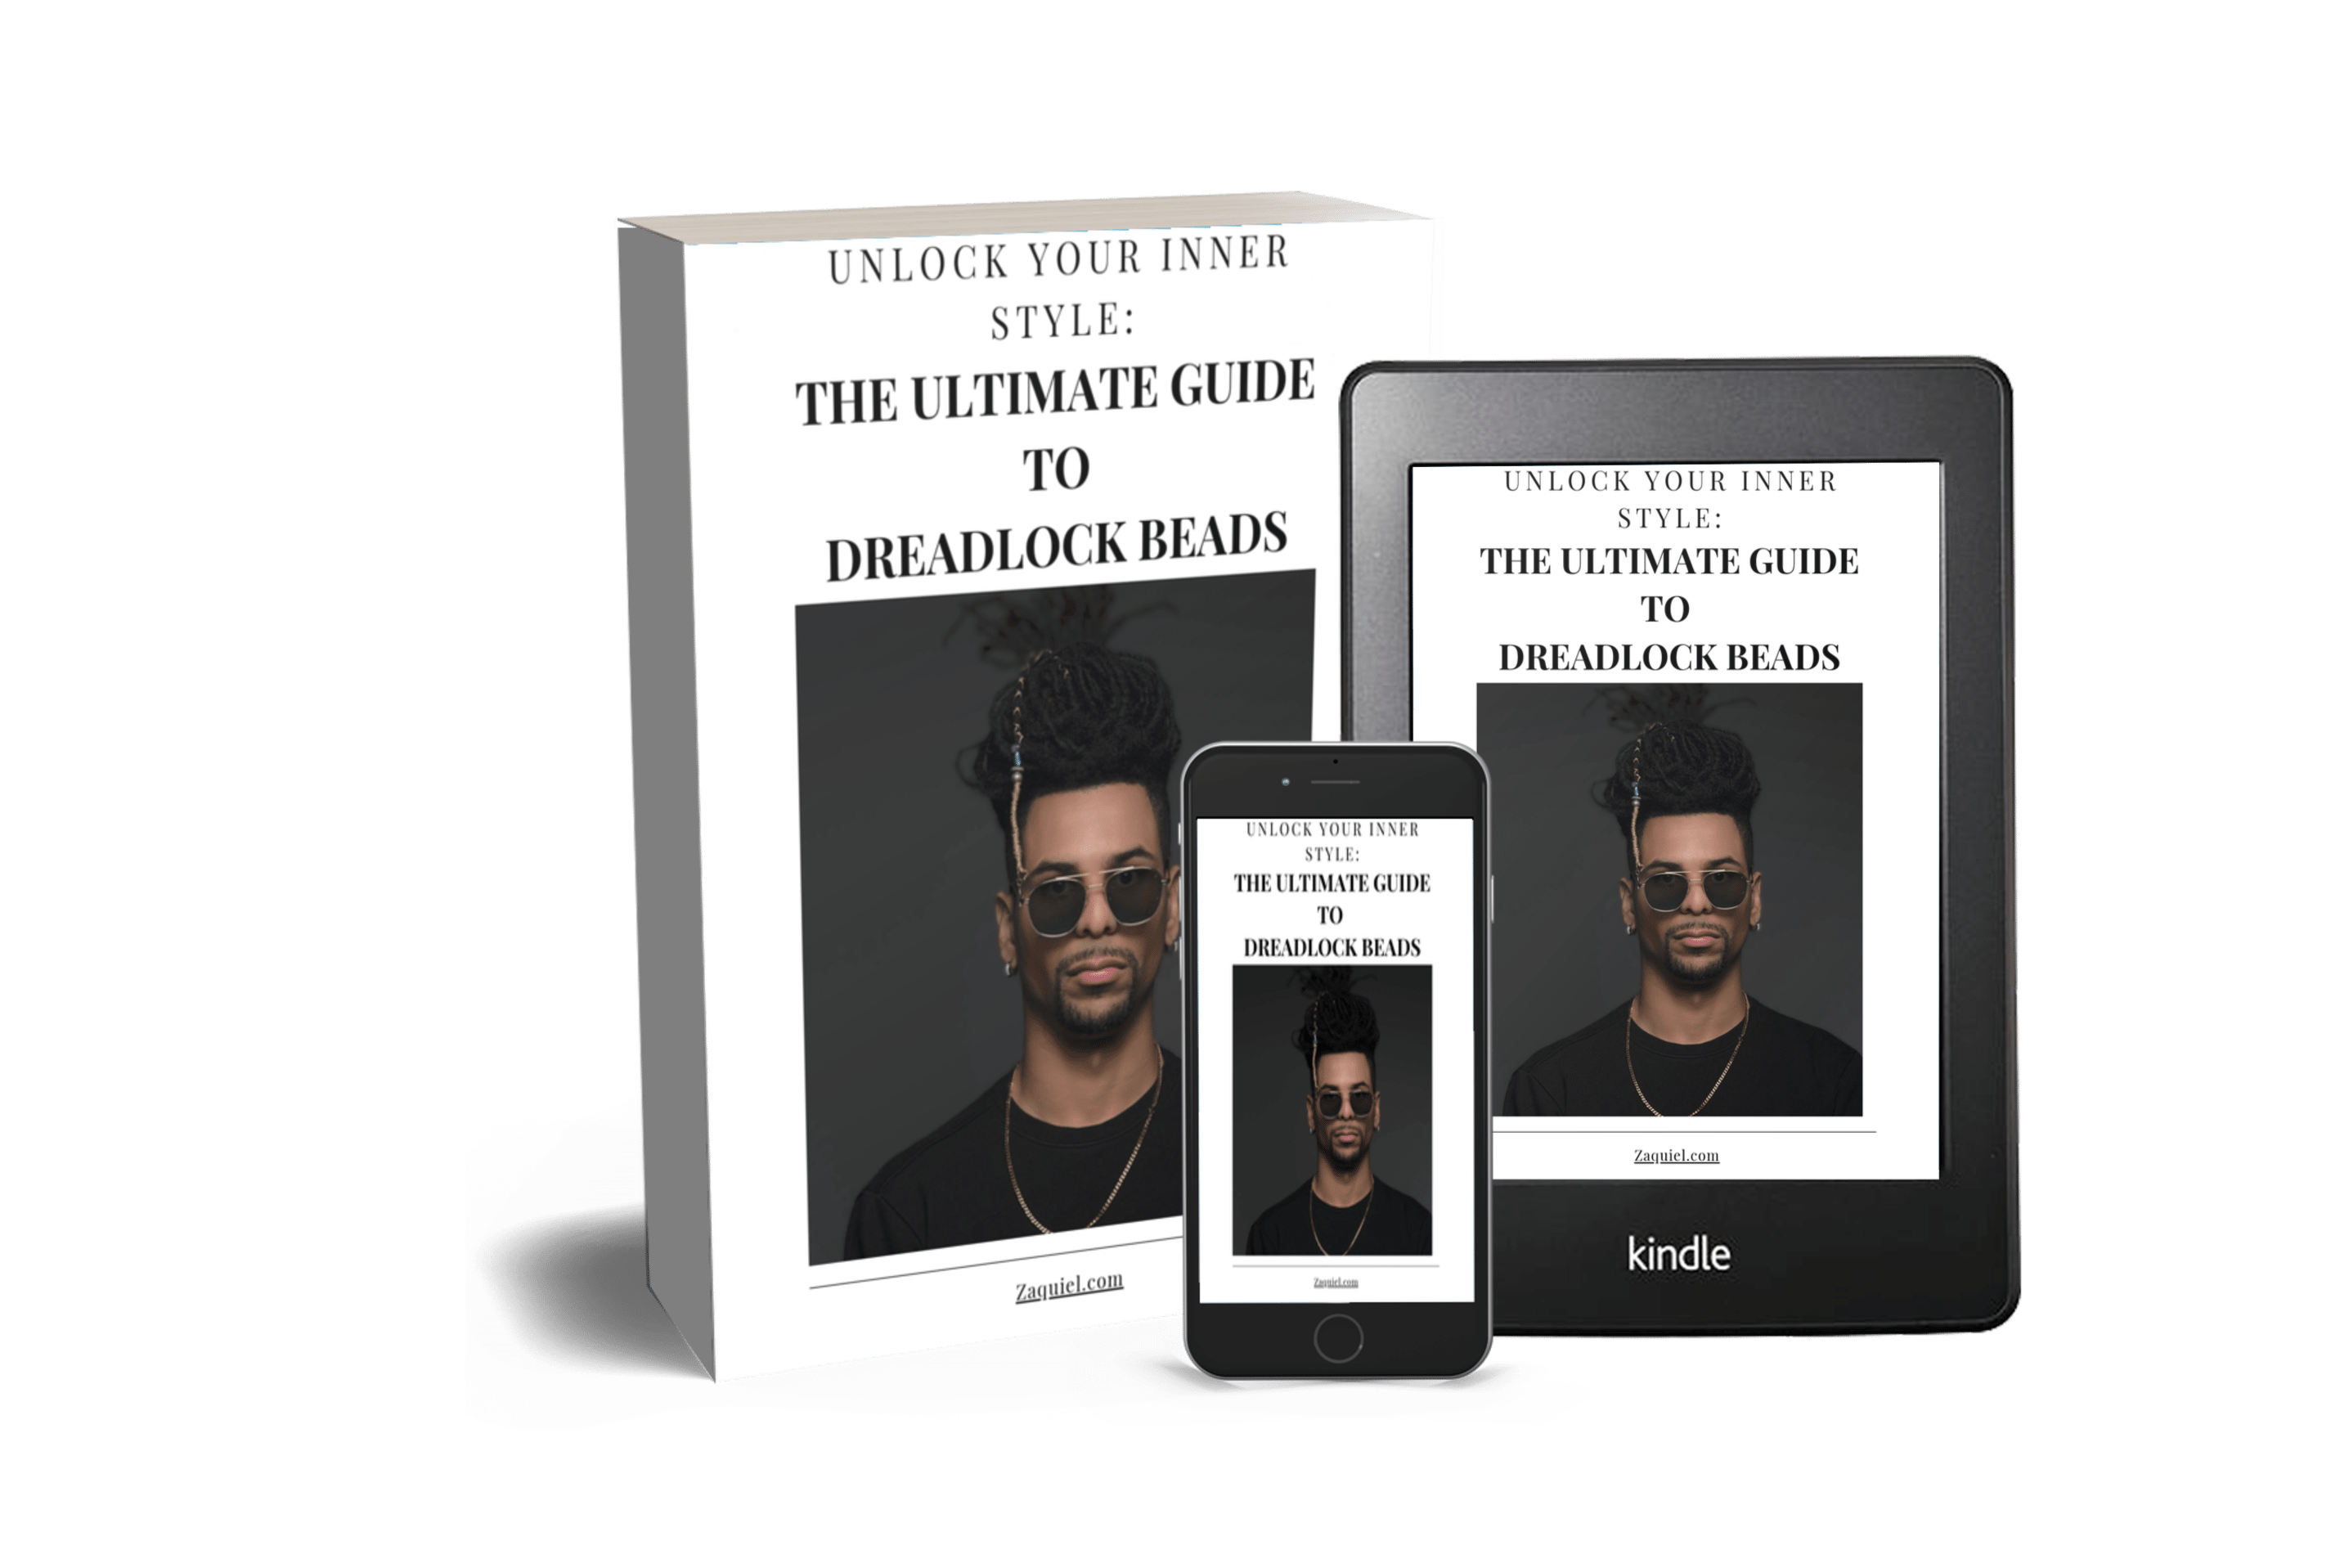 UNLOCK YOUR INNER
STYLE:
THE ULTIMATE GUIDE
TO
DREADLOCK BEADS
Zaquiel.com
UNLOCK YOUR INNER
STYLE:
THE ULTIMATE GUIDE
TO
DREADLOCK BEADS
Zaquiel.com
UNLOCK YOUR INNER
STYLE:
THE ULTIMATE GUIDE
TO
DREADLOCK BEADS
Zaquiel.com
kindle